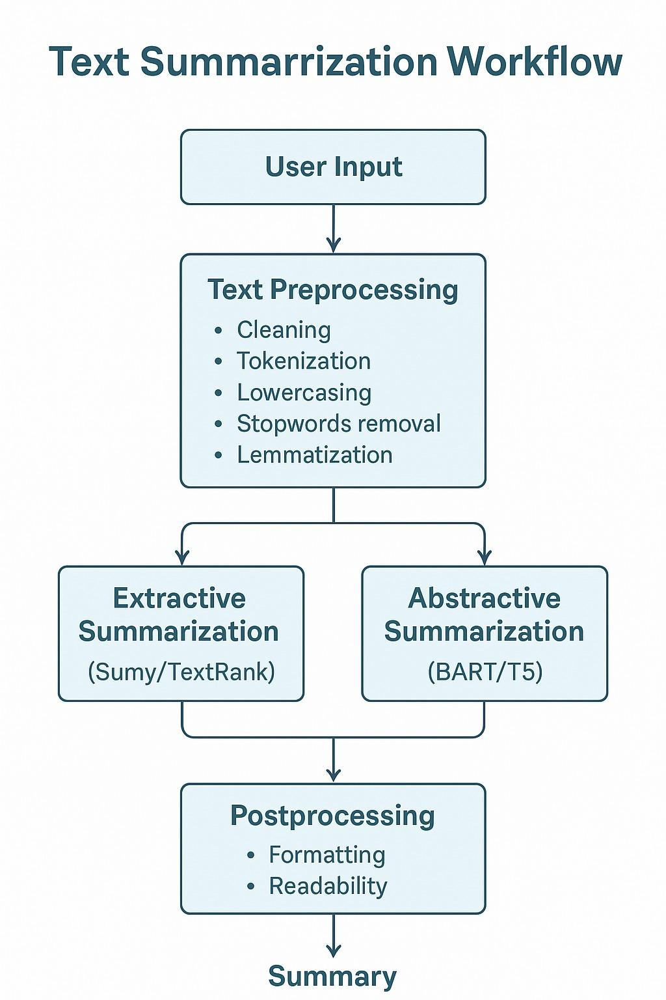 Text Summarrization Workflow
User Input
Text Preprocessing
• Cleaning
• Tokenization
• Lowercasing
• Stopwords removal
• Lemmatization
Extractive
Summarization
(Sumy/TextRank)
Abstractive
Summarization
(BART/T5)
Postprocessing
• Formatting
• Readability
Summary